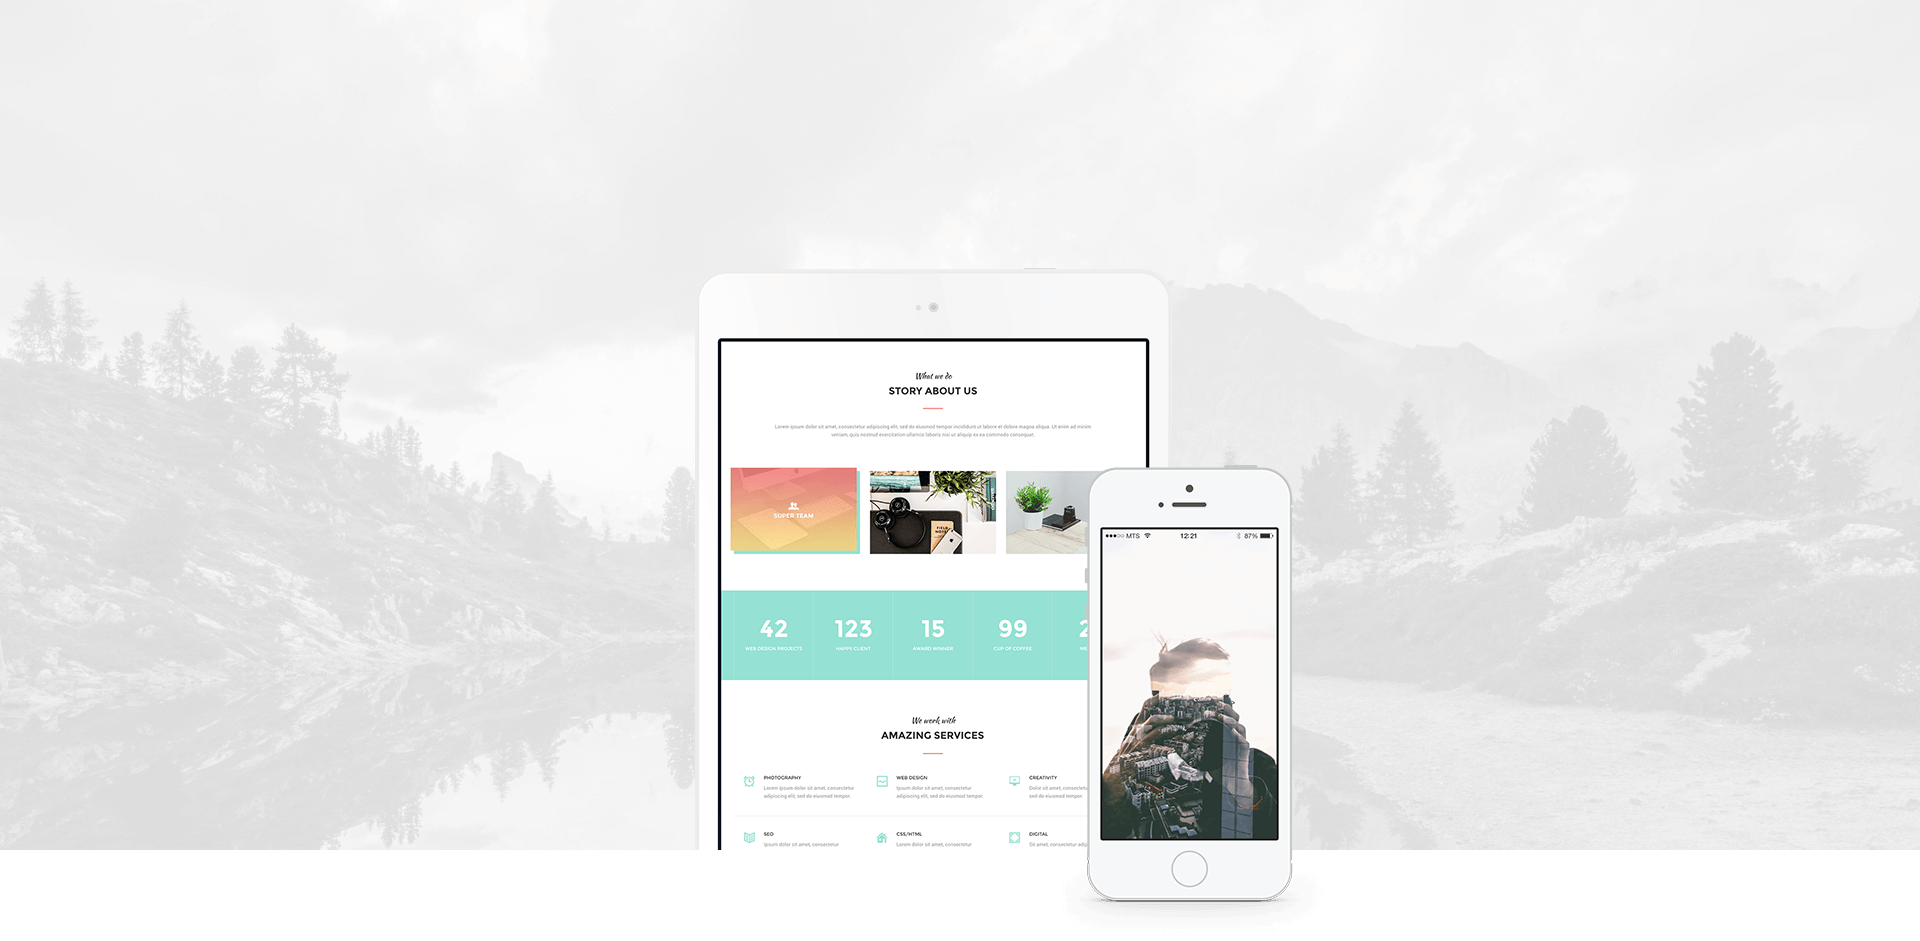 What we do
STORY ABOUT US
Lorem ipsum dolor sit amet, consectetur adipiscing elit, sed do eiusmod tempor incididunt ut labore et dolore magna aliqua. Ut enim ad minim
veniam, quis nostrud exercitation ullamco laboris nisi ut aliquip ex ea commodo consequat.
SUPER TEAM
FIELD NOTES
●●●○○ MTS 12:21 87%
42 123 15 99 2
WEB DESIGN PROJECTS HAPPY CLIENT AWARD WINNER CUP OF COFFEE ME
We work with
AMAZING SERVICES
PHOTOGRAPHY
Lorem ipsum dolor sit amet, consectetur
adipiscing elit, sed do eiusmod tempor.
WEB DESIGN
Ipsum dolor sit amet, consectetur
adipiscing elit, sed do eiusmod tempor.
CREATIVITY
Dolor sit amet, consectetu
sed do eiusmod tempor.
SEO
Ipsum dolor sit amet, consectetur
CSS/HTML
Lorem dolor sit amet, consectetur
DIGITAL
Sit amet, consectetur adip